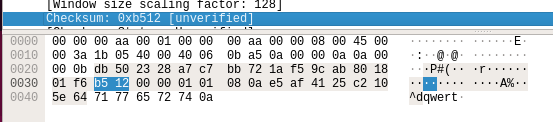 [Window size scaling factor: 128]
Checksum: 0xb512 [unverified]
0000 00 00 00 aa 00 01 00 00 00 aa 00 00 08 00 45 00 ··············E·
0010 00 3a 1b 05 40 00 40 06 0b a5 0a 00 00 0a 0a 00 ·:··@·@·········
0020 00 0b db 50 23 28 a7 c7 bb 72 1a f5 9c ab 80 18 ···P#(···r······
0030 01 f6 b5 12 00 00 01 01 08 0a e5 af 41 25 c2 10 ············A%··
0040 5e 64 71 77 65 72 74 0a ^dqwert·